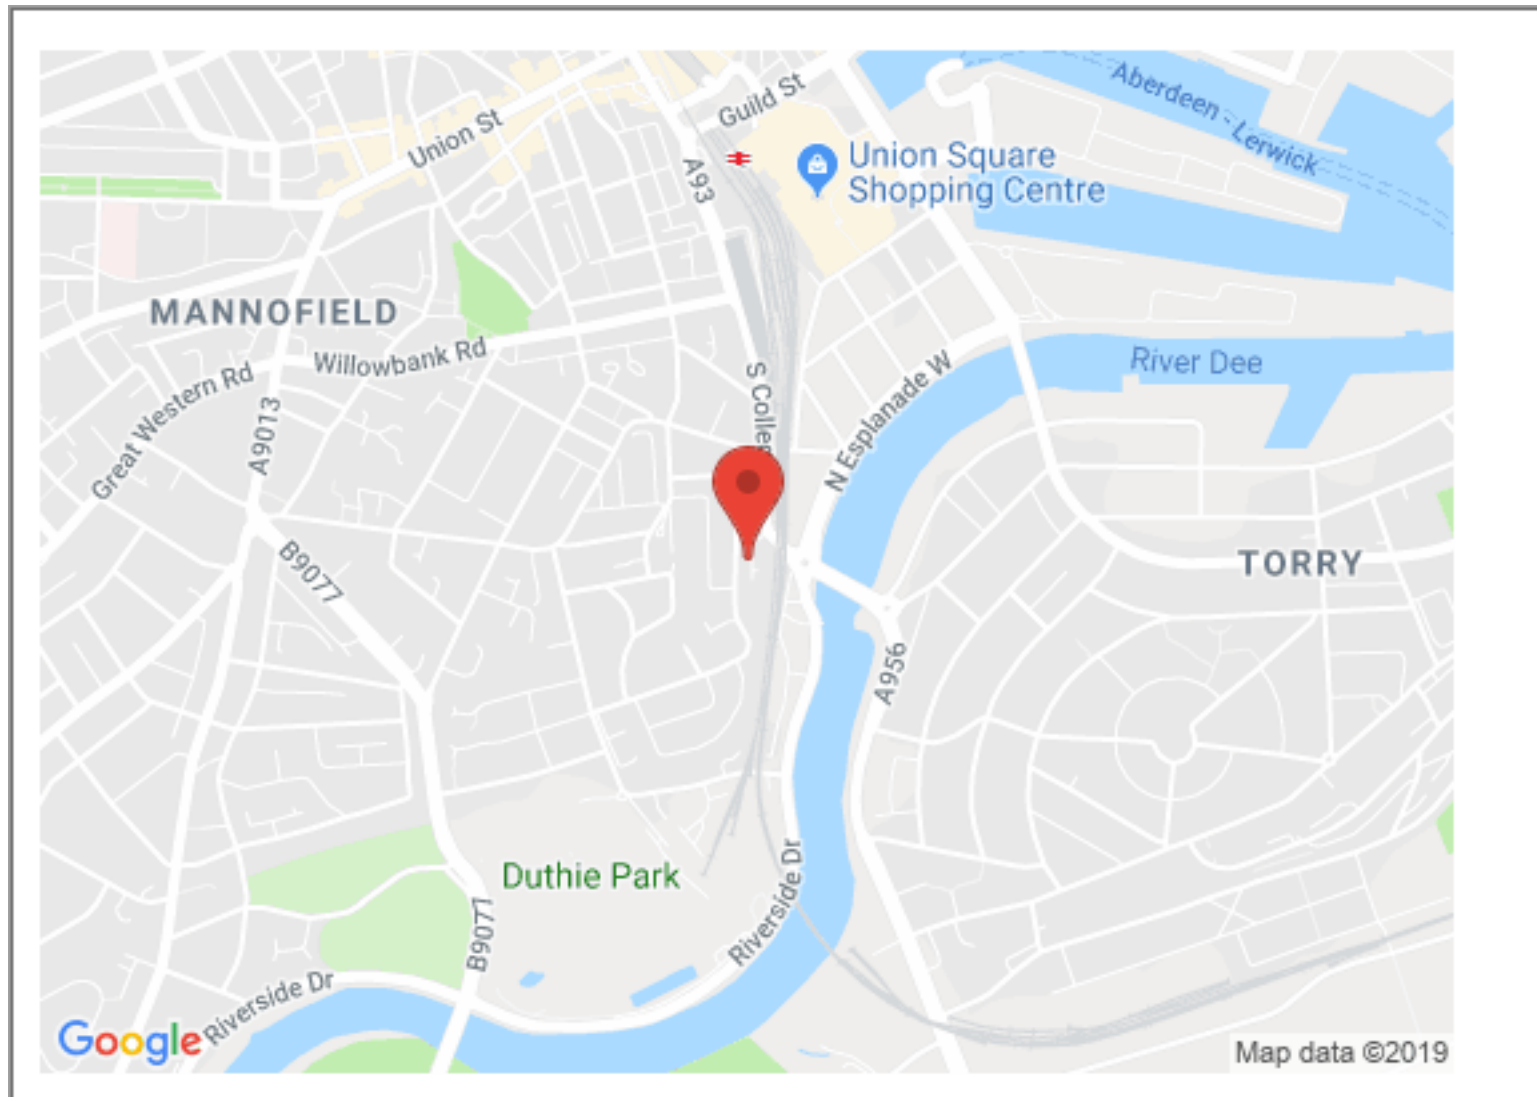 Aberdeen - Lerwick
Guild St
Union St
Union Square
Shopping Centre
A93
MANNOFIELD
Willowbank Rd
River Dee
Great Western Rd
S Colle
N Esplanade W
A9013
B9077
TORRY
A956
Duthie Park
Riverside Dr
B9077
Riverside Dr
Google
Map data ©2019